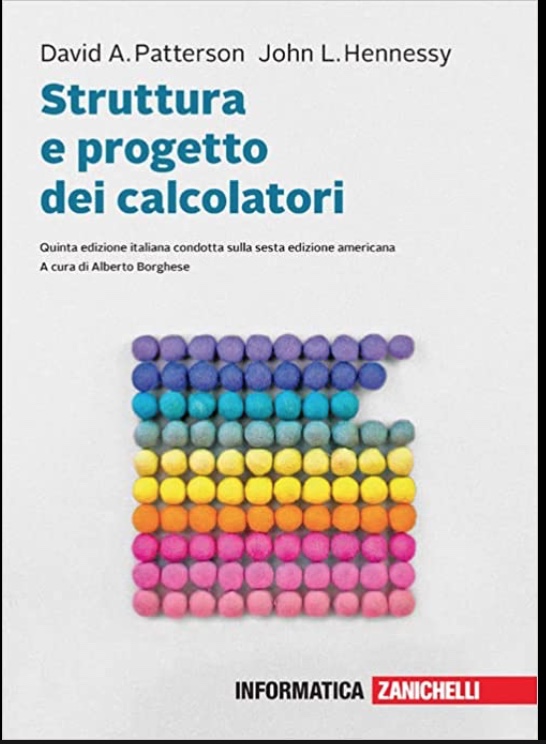 David A. Patterson John L. Hennessy
Struttura
e progetto
dei calcolatori
Quinta edizione italiana condotta sulla sesta edizione americana
A cura di Alberto Borghese
INFORMATICA ZANICHELLI